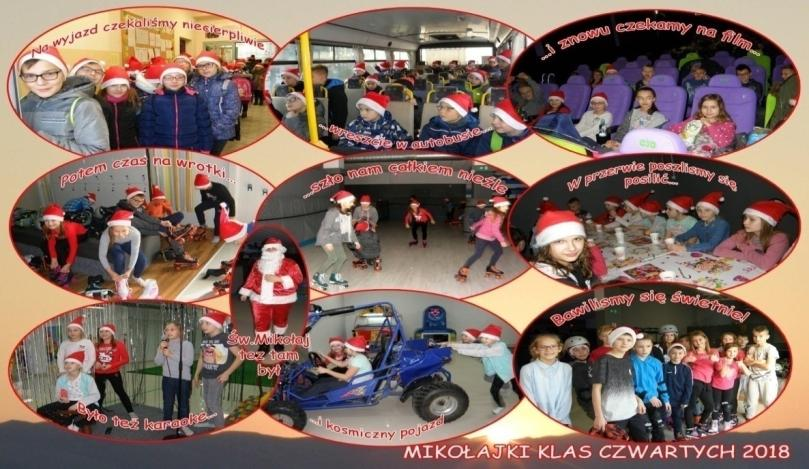 Na wyjazd czekaliśmy niecierpliwie
...wreszcie w autobusie...
...i znowu czekamy na film...
Potem czas na wrotki...
...szło nam całkiem nieźle
W przerwie poszliśmy się
posilić...
Było też karaoke...
Św.Mikołaj
też tam
był
...i kosmiczny pojazd
Bawiliśmy się świetnie!
MIKOŁAJKI KLAS CZWARTYCH 2018